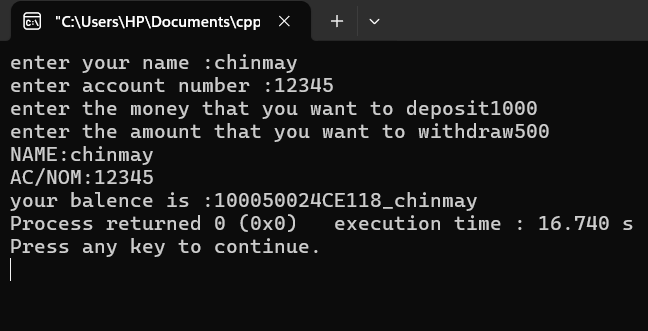 "C:\Users\HP\Documents\cpp
enter your name :chinmay
enter account number :12345
enter the money that you want to deposit1000
enter the amount that you want to withdraw500
NAME:chinmay
AC/NOM:12345
your balence is :100050024CE118_chinmay
Process returned 0 (0x0)   execution time : 16.740 s
Press any key to continue.